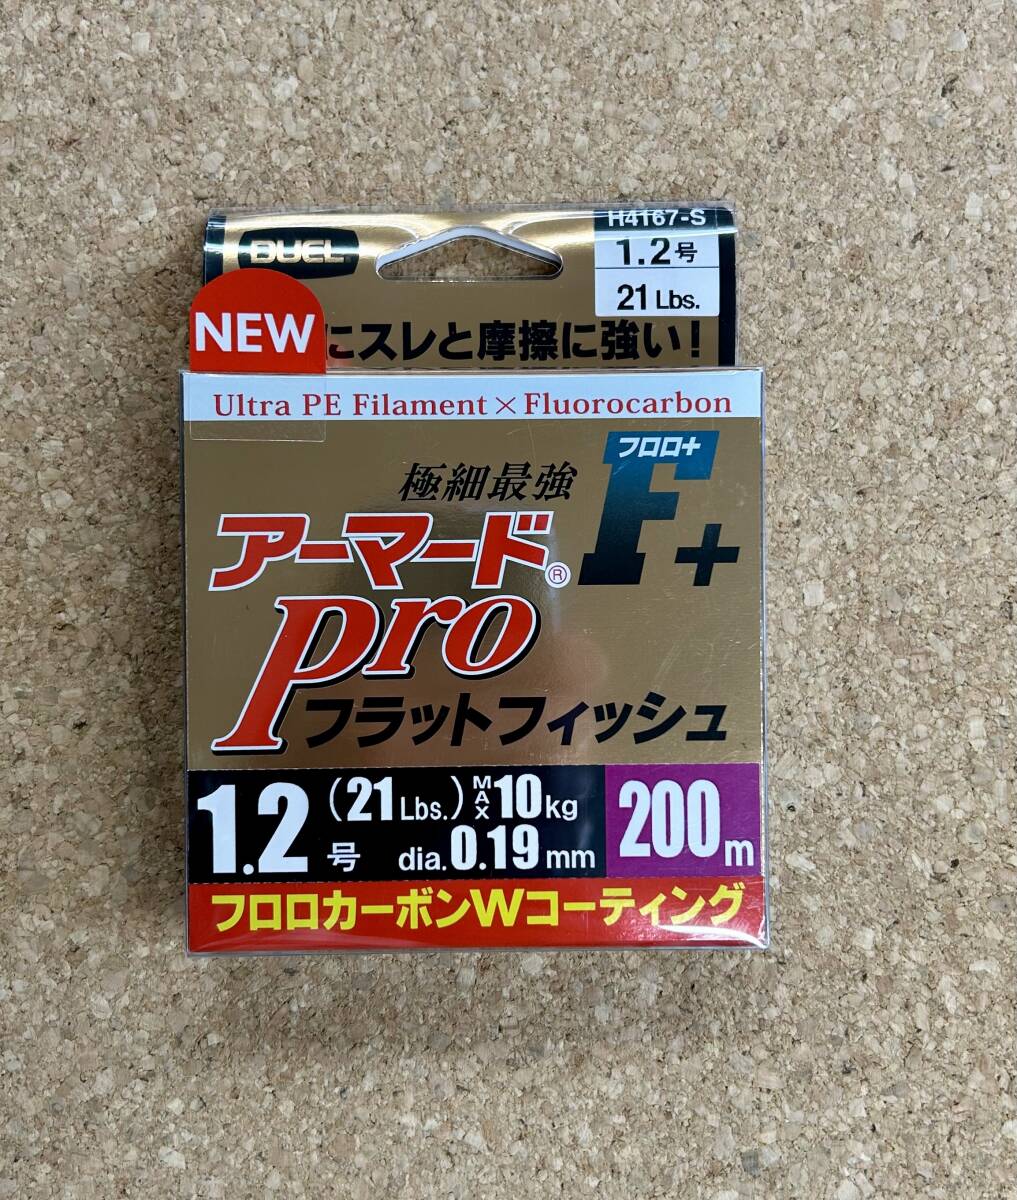 DUEL
H4167-S
1.2号
21 Lbs.
NEW
にスレと摩擦に強い!
Ultra PE Filament × Fluorocarbon
フロロ+
F+
極細最強
アーマード®
Pro
フラットフィッシュ
1.2号 (21 Lbs.) MAX 10kg
dia. 0.19 mm
200m
フロロカーボンWコーティング